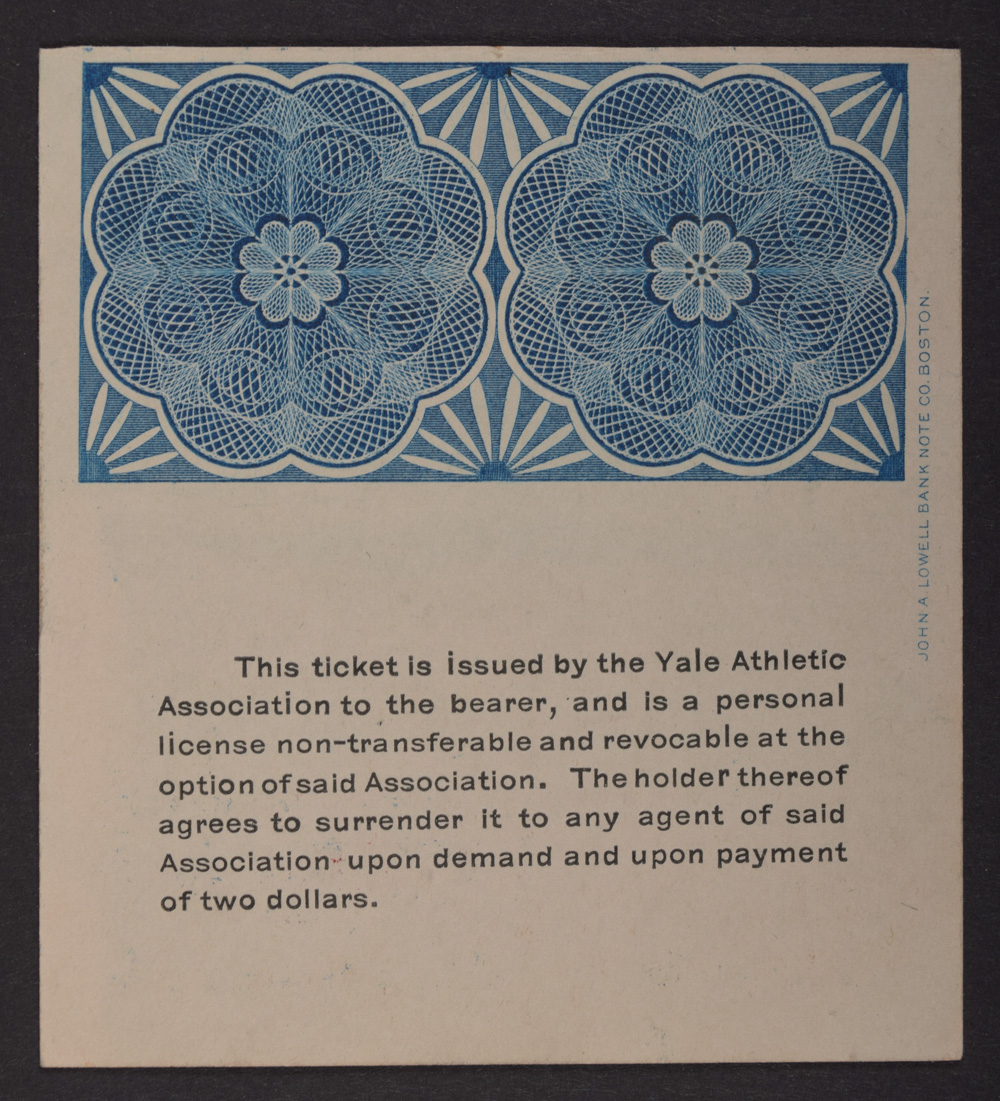 JOHN A. LOWELL BANK NOTE CO. BOSTON.
This ticket is issued by the Yale Athletic
Association to the bearer, and is a personal
license non-transferable and revocable at the
option of said Association. The holder thereof
agrees to surrender it to any agent of said
Association upon demand and upon payment
of two dollars.